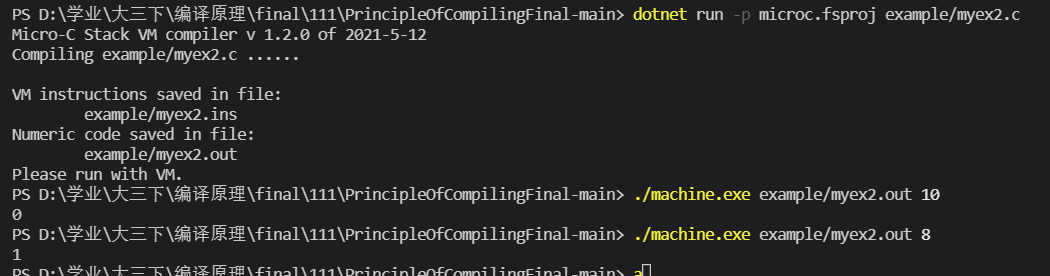 PS D:\学业\大三下\编译原理\final\111\PrincipleOfCompilingFinal-main> dotnet run -p microc.fsproj example/myex2.c
Micro-C Stack VM compiler v 1.2.0 of 2021-5-12
Compiling example/myex2.c ......
VM instructions saved in file:
example/myex2.ins
Numeric code saved in file:
example/myex2.out
Please run with VM.
PS D:\学业\大三下\编译原理\final\111\PrincipleOfCompilingFinal-main> ./machine.exe example/myex2.out 10
0
PS D:\学业\大三下\编译原理\final\111\PrincipleOfCompilingFinal-main> ./machine.exe example/myex2.out 8
1
PS D:\学业\大三下\编译原理\final\111\PrincipleOfCompilingFinal-main> a